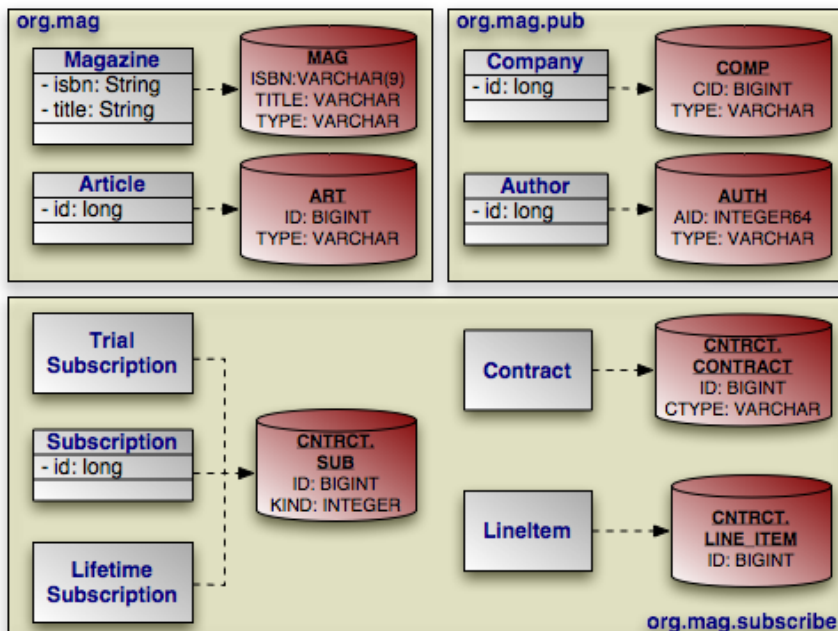 org.mag
Magazine
- isbn: String
- title: String
MAG
ISBN:VARCHAR(9)
TITLE: VARCHAR
TYPE: VARCHAR
Article
- id: long
ART
ID: BIGINT
TYPE: VARCHAR
org.mag.pub
Company
- id: long
COMP
CID: BIGINT
TYPE: VARCHAR
Author
- id: long
AUTH
AID: INTEGER64
TYPE: VARCHAR
Trial
Subscription
Subscription
- id: long
Lifetime
Subscription
CNTRCT.
SUB
ID: BIGINT
KIND: INTEGER
Contract
CNTRCT.
CONTRACT
ID: BIGINT
CTYPE: VARCHAR
LineItem
CNTRCT.
LINE_ITEM
ID: BIGINT
org.mag.subscribe